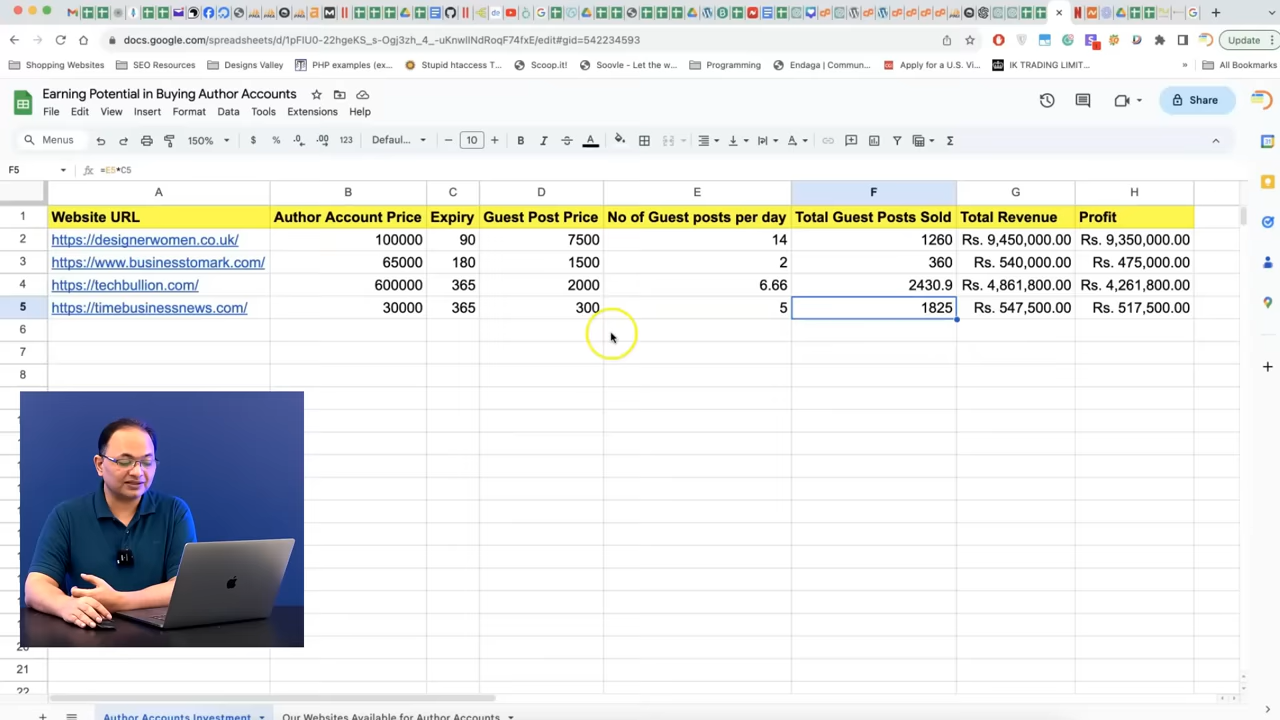 docs.google.com/spreadsheets/d/1pFIU0-22hgeKS_s-Ogj3zh_4_-uKnwlINdRoqF74fxE/edit#gid=542234593
Update
Shopping Websites SEO Resources Designs Valley PHP examples (ex... Stupid htaccess T... Scoop.it! Soovle - Let the w... Programming Endaga | Commun... Apply for a U.S. Vi... IK TRADING LIMIT... » All Bookmarks
Earning Potential in Buying Author Accounts
File Edit View Insert Format Data Tools Extensions Help
Share
Menus 150% $ % .0 .00 123 Defaul... − 10 + B I A Σ
F5 fx =E5*C5
A B C D E F G H
1 Website URL Author Account Price Expiry Guest Post Price No of Guest posts per day Total Guest Posts Sold Total Revenue Profit
2 https://designerwomen.co.uk/ 100000 90 7500 14 1260 Rs. 9,450,000.00 Rs. 9,350,000.00
3 https://www.businesstomark.com/ 65000 180 1500 2 360 Rs. 540,000.00 Rs. 475,000.00
4 https://techbullion.com/ 600000 365 2000 6.66 2430.9 Rs. 4,861,800.00 Rs. 4,261,800.00
5 https://timebusinessnews.com/ 30000 365 300 5 1825 Rs. 547,500.00 Rs. 517,500.00
6
7
8
21
22
Author Accounts Investment Our Websites Available for Author Accounts